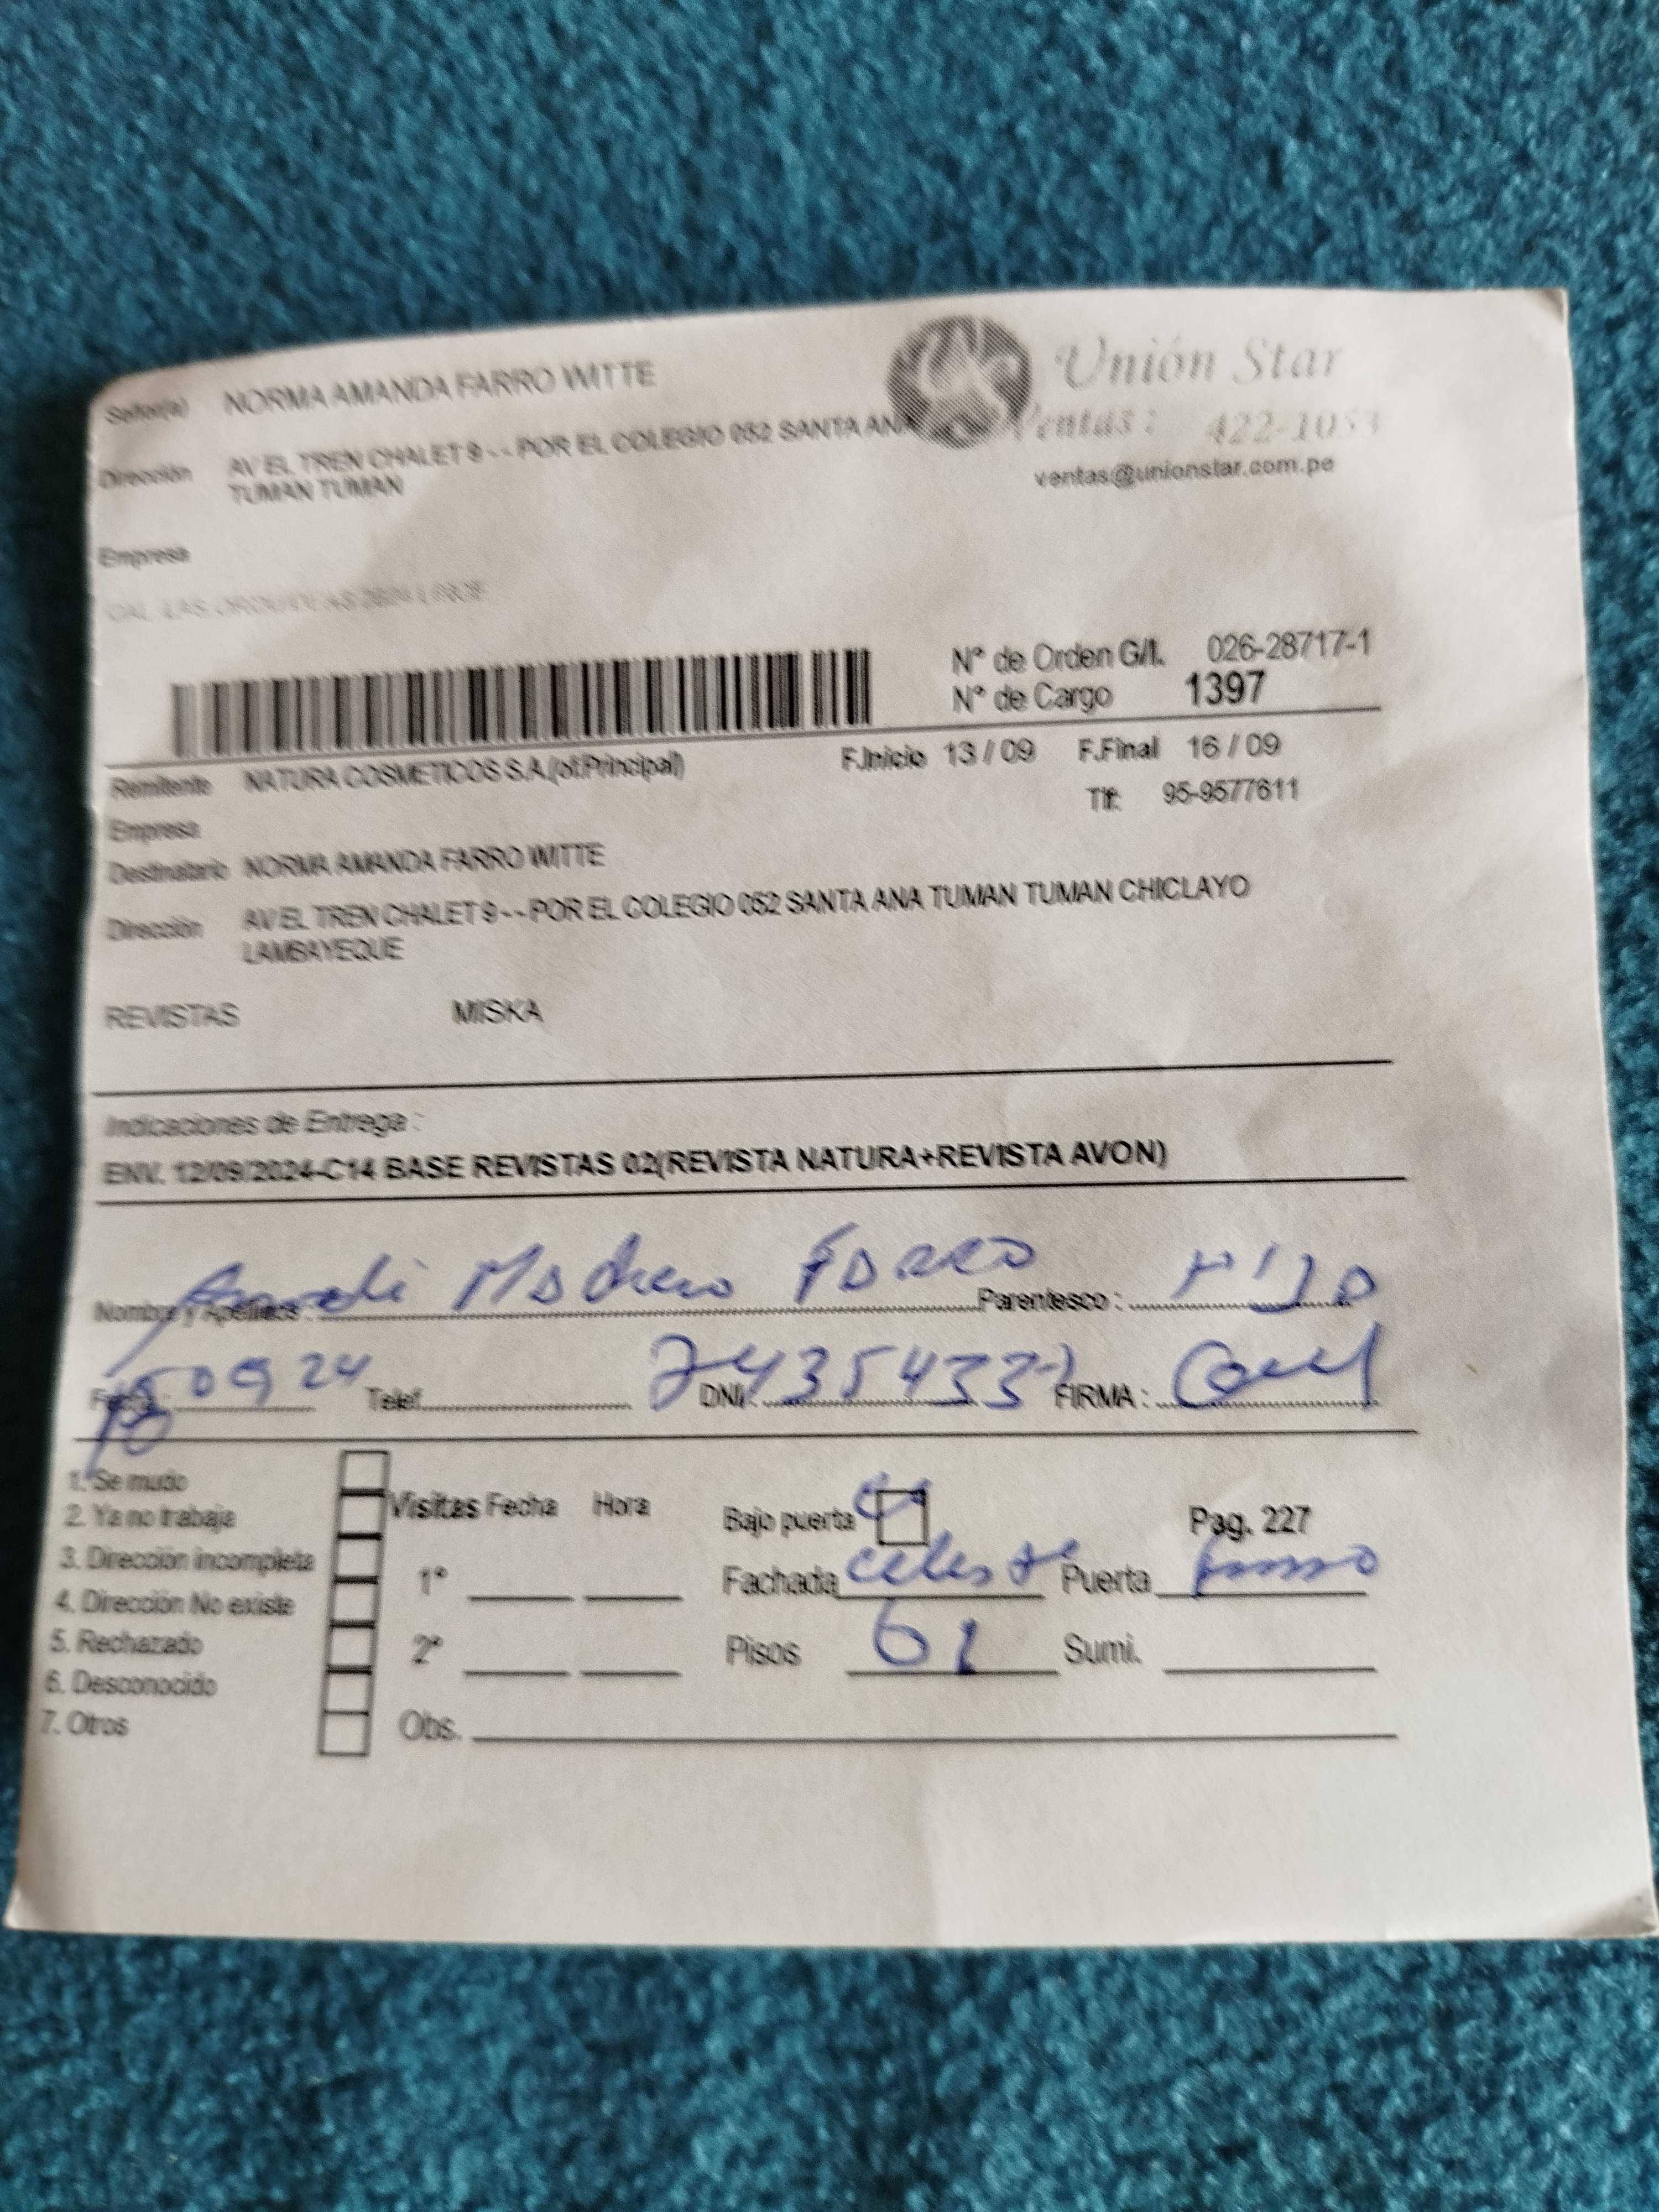 Señor(a) NORMA AMANDA FARRO WITTE
Unión Star
Ventas: 422-1053
ventas@unionstar.com.pe
Dirección AV EL TREN CHALET 9 - - POR EL COLEGIO 052 SANTA ANA
TUMAN TUMAN
Empresa
N° de Orden G/I. 026-28717-1
N° de Cargo 1397
Remitente NATURA COSMETICOS S.A.(of.Principal) F.Inicio 13 / 09 F.Final 16 / 09
Tlf: 95-9577611
Empresa
Destinatario NORMA AMANDA FARRO WITTE
Dirección AV EL TREN CHALET 9 - - POR EL COLEGIO 052 SANTA ANA TUMAN TUMAN CHICLAYO
LAMBAYEQUE
REVISTAS MISKA
Indicaciones de Entrega :
ENV. 12/09/2024-C14 BASE REVISTAS 02(REVISTA NATURA+REVISTA AVON)
Nombre y Apellidos : Farro Parentesco : Hijo
Fecha : 09 24 Telef. DNI: FIRMA :
1. Se mudo
2. Ya no trabaja
3. Dirección incompleta
4. Dirección No existe
5. Rechazado
6. Desconocido
7. Otros
Visitas Fecha Hora
1°
2°
Obs.
Bajo puerta Pag. 227
Fachada celeste Puerta
Pisos 61 Sumi.